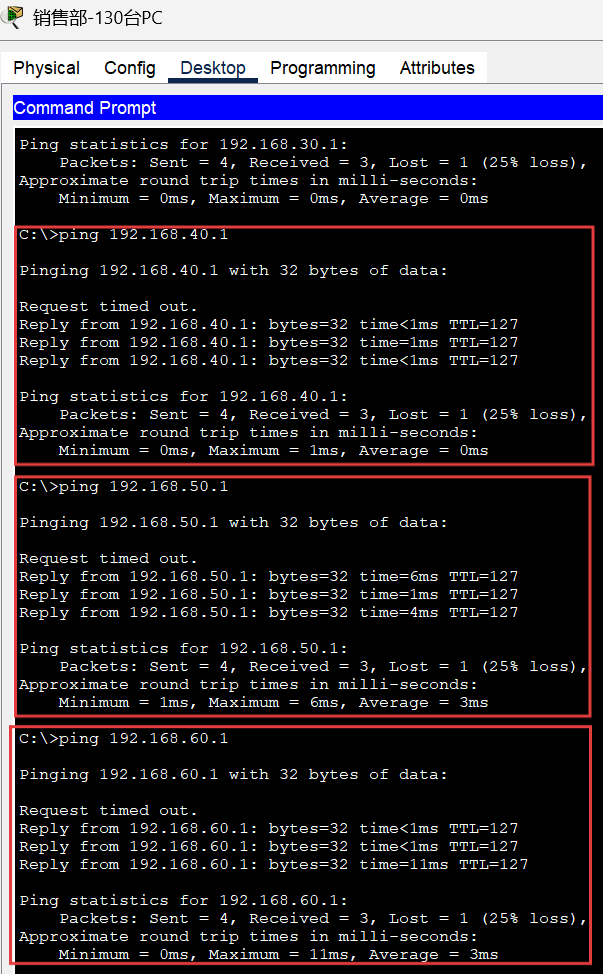 销售部-130台PC
Physical Config Desktop Programming Attributes
Command Prompt
Ping statistics for 192.168.30.1:
    Packets: Sent = 4, Received = 3, Lost = 1 (25% loss),
Approximate round trip times in milli-seconds:
    Minimum = 0ms, Maximum = 0ms, Average = 0ms
C:\>ping 192.168.40.1
Pinging 192.168.40.1 with 32 bytes of data:
Request timed out.
Reply from 192.168.40.1: bytes=32 time<1ms TTL=127
Reply from 192.168.40.1: bytes=32 time=1ms TTL=127
Reply from 192.168.40.1: bytes=32 time<1ms TTL=127
Ping statistics for 192.168.40.1:
    Packets: Sent = 4, Received = 3, Lost = 1 (25% loss),
Approximate round trip times in milli-seconds:
    Minimum = 0ms, Maximum = 1ms, Average = 0ms
C:\>ping 192.168.50.1
Pinging 192.168.50.1 with 32 bytes of data:
Request timed out.
Reply from 192.168.50.1: bytes=32 time=6ms TTL=127
Reply from 192.168.50.1: bytes=32 time=1ms TTL=127
Reply from 192.168.50.1: bytes=32 time=4ms TTL=127
Ping statistics for 192.168.50.1:
    Packets: Sent = 4, Received = 3, Lost = 1 (25% loss),
Approximate round trip times in milli-seconds:
    Minimum = 1ms, Maximum = 6ms, Average = 3ms
C:\>ping 192.168.60.1
Pinging 192.168.60.1 with 32 bytes of data:
Request timed out.
Reply from 192.168.60.1: bytes=32 time<1ms TTL=127
Reply from 192.168.60.1: bytes=32 time<1ms TTL=127
Reply from 192.168.60.1: bytes=32 time=11ms TTL=127
Ping statistics for 192.168.60.1:
    Packets: Sent = 4, Received = 3, Lost = 1 (25% loss),
Approximate round trip times in milli-seconds:
    Minimum = 0ms, Maximum = 11ms, Average = 3ms